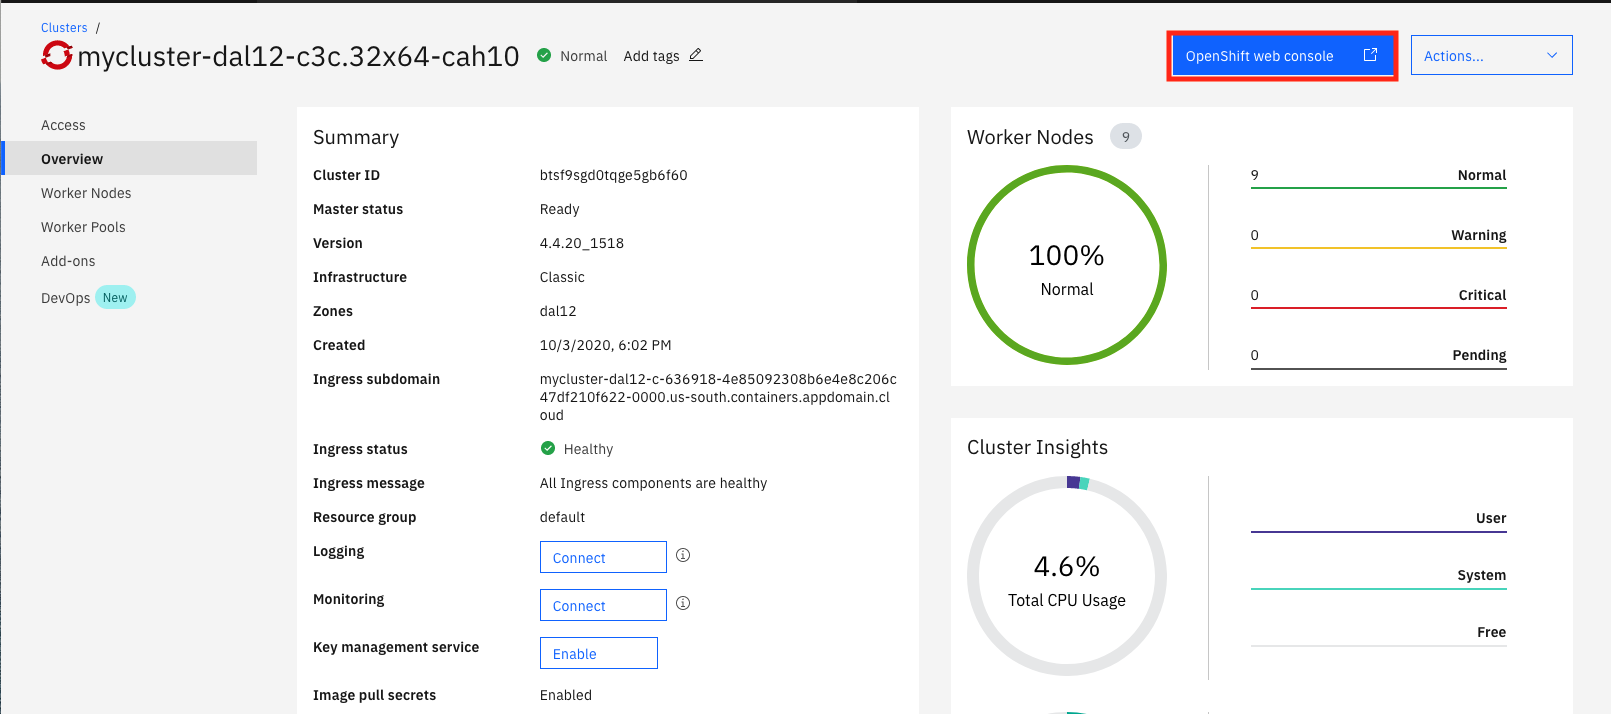 Clusters /
mycluster-dal12-c3c.32x64-cah10
Normal
Add tags
OpenShift web console
Actions...
Access
Overview
Worker Nodes
Worker Pools
Add-ons
DevOps New
Summary
Cluster ID btsf9sgd0tqge5gb6f60
Master status Ready
Version 4.4.20_1518
Infrastructure Classic
Zones dal12
Created 10/3/2020, 6:02 PM
Ingress subdomain mycluster-dal12-c-636918-4e85092308b6e4e8c206c
47df210f622-0000.us-south.containers.appdomain.cl
oud
Ingress status Healthy
Ingress message All Ingress components are healthy
Resource group default
Logging Connect
Monitoring Connect
Key management service Enable
Image pull secrets Enabled
Worker Nodes 9
100%
Normal
9 Normal
0 Warning
0 Critical
0 Pending
Cluster Insights
4.6%
Total CPU Usage
User
System
Free